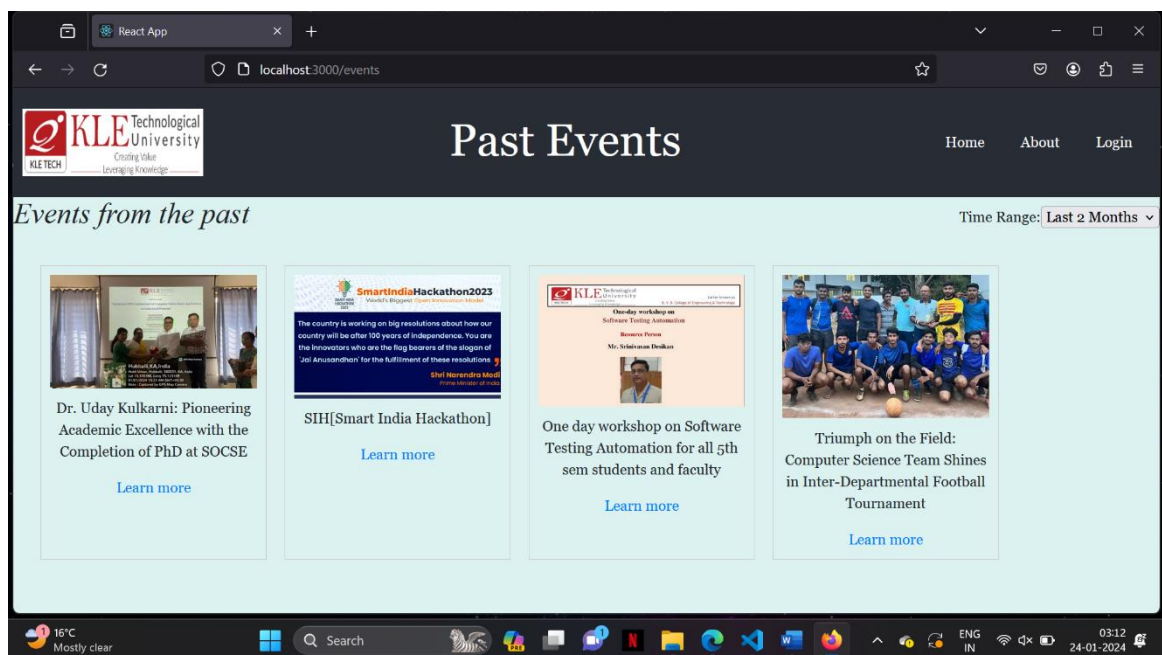 React App
localhost:3000/events
KLE Technological
University
Creating Value
Leveraging Knowledge
KLE TECH
Past Events
Home About Login
Events from the past
Time Range: Last 2 Months
Dr. Uday Kulkarni: Pioneering
Academic Excellence with the
Completion of PhD at SOCSE
Learn more
SmartIndiaHackathon2023
World's Biggest Open Innovation Model
The country is working on big resolutions about how our
country will be after 100 years of independence. You are
the innovators who are the flag bearers of the slogan of
'Jai Anusandhan' for the fulfillment of these resolutions
Shri Narendra Modi
Prime Minister of India
SIH[Smart India Hackathon]
Learn more
KLE Technological
University
One-day workshop on
Software Testing Automation
Resource Person
Mr. Srinivasan Desikan
One day workshop on Software
Testing Automation for all 5th
sem students and faculty
Learn more
Triumph on the Field:
Computer Science Team Shines
in Inter-Departmental Football
Tournament
Learn more
1
16°C
Mostly clear
Search
PRE
ENG
IN
03:12
24-01-2024